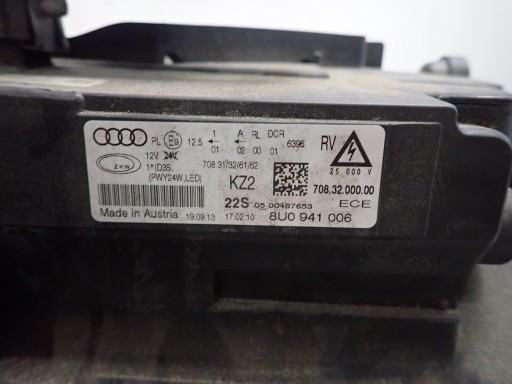 PL E9 12.5 1 01 A 02 RL 00 DCR 01 6396 RV
12V
1*(D3S, 708 31/32/61/62 25 000 V
zkw (PWY24W,LED) KZ2 708.32.000.00
22S 05 00487653 ECE
Made in Austria 19.09.13 17.02.10 8U0 941 006